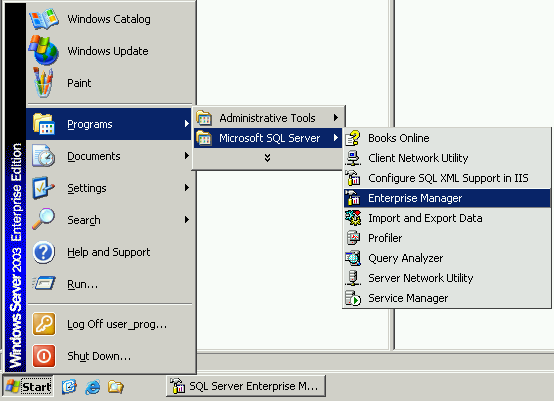 Windows Catalog
Windows Update
Paint
Programs
Documents
Settings
Search
Help and Support
Run...
Log Off user_prog...
Shut Down...
Windows Server 2003 Enterprise Edition
Administrative Tools
Microsoft SQL Server
Books Online
Client Network Utility
Configure SQL XML Support in IIS
Enterprise Manager
Import and Export Data
Profiler
Query Analyzer
Server Network Utility
Service Manager
Start
SQL Server Enterprise M...